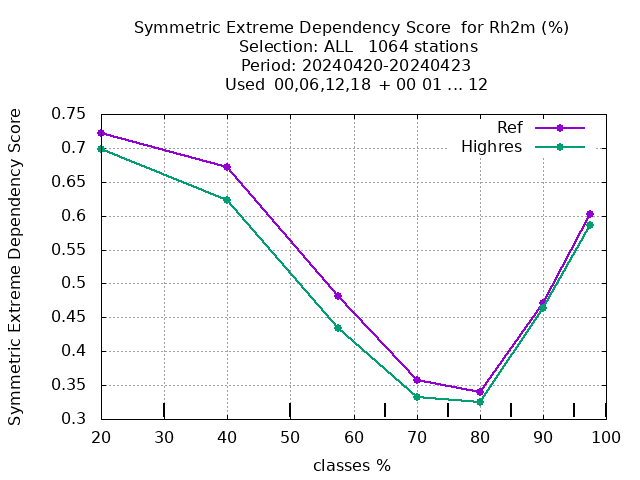 Symmetric Extreme Dependency Score  for Rh2m (%)
Selection: ALL   1064 stations
Period: 20240420-20240423
Used  00,06,12,18 + 00 01 ... 12
Ref
Highres
Symmetric Extreme Dependency Score
0.75
0.7
0.65
0.6
0.55
0.5
0.45
0.4
0.35
0.3
20 30 40 50 60 70 80 90 100
classes %